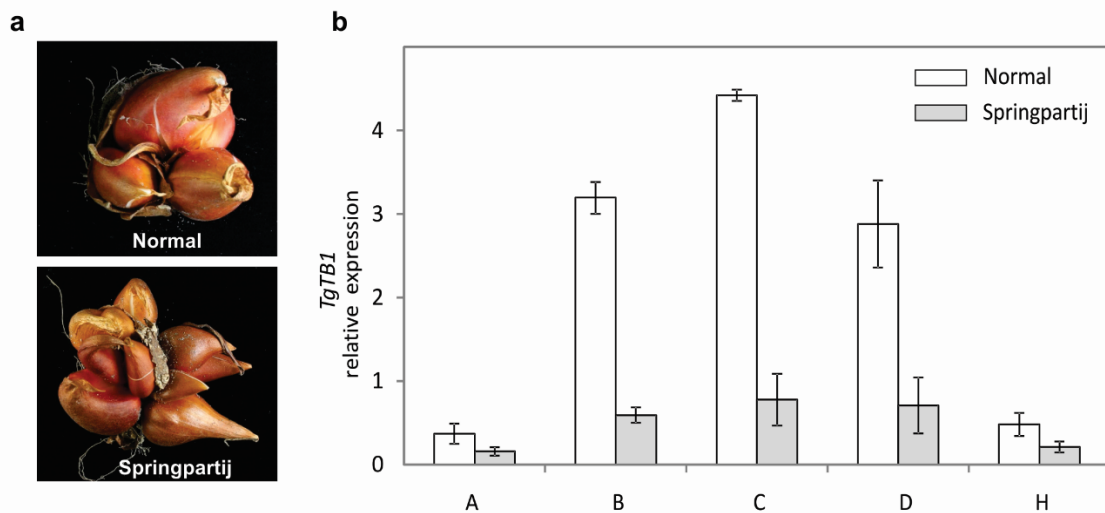 a
Normal
Springpartij
b
TgTB1
relative expression
4
3
2
1
0
A
B
C
D
H
Normal
Springpartij